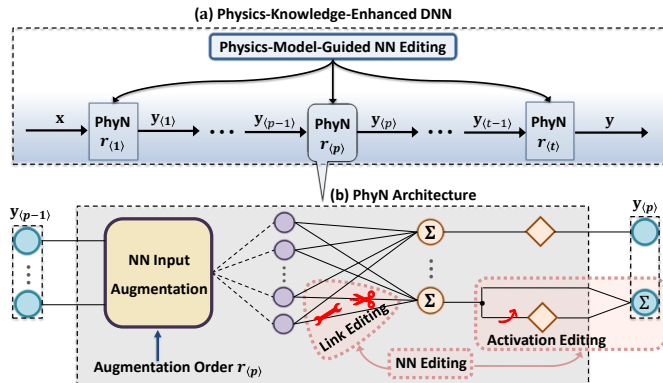 (a) Physics-Knowledge-Enhanced DNN
Physics-Model-Guided NN Editing
x
PhyN
r⟨1⟩
y⟨1⟩
y⟨p−1⟩
PhyN
r⟨p⟩
y⟨p⟩
y⟨t−1⟩
PhyN
r⟨t⟩
y
(b) PhyN Architecture
y⟨p−1⟩
y⟨p⟩
NN Input
Augmentation
Σ
Σ
Σ
Link Editing
Activation Editing
NN Editing
Augmentation Order r⟨p⟩